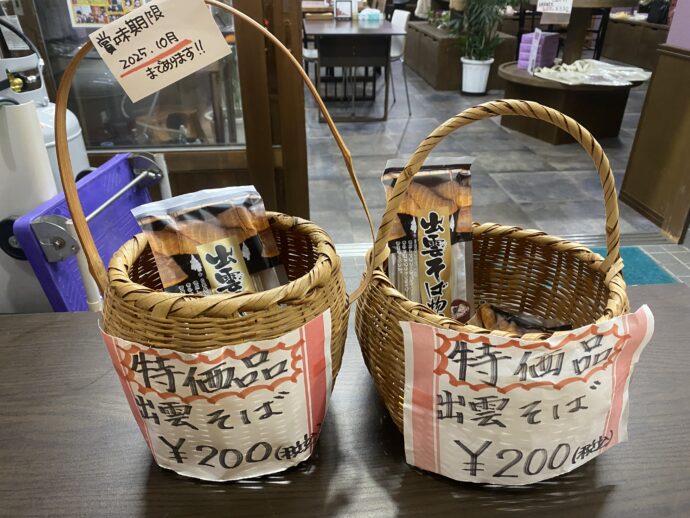 賞味期限
2025.10月
まであります!!
出雲
出雲そば
特価品
出雲そば
¥200(税込)
特価品
出雲そば
¥200(税込)